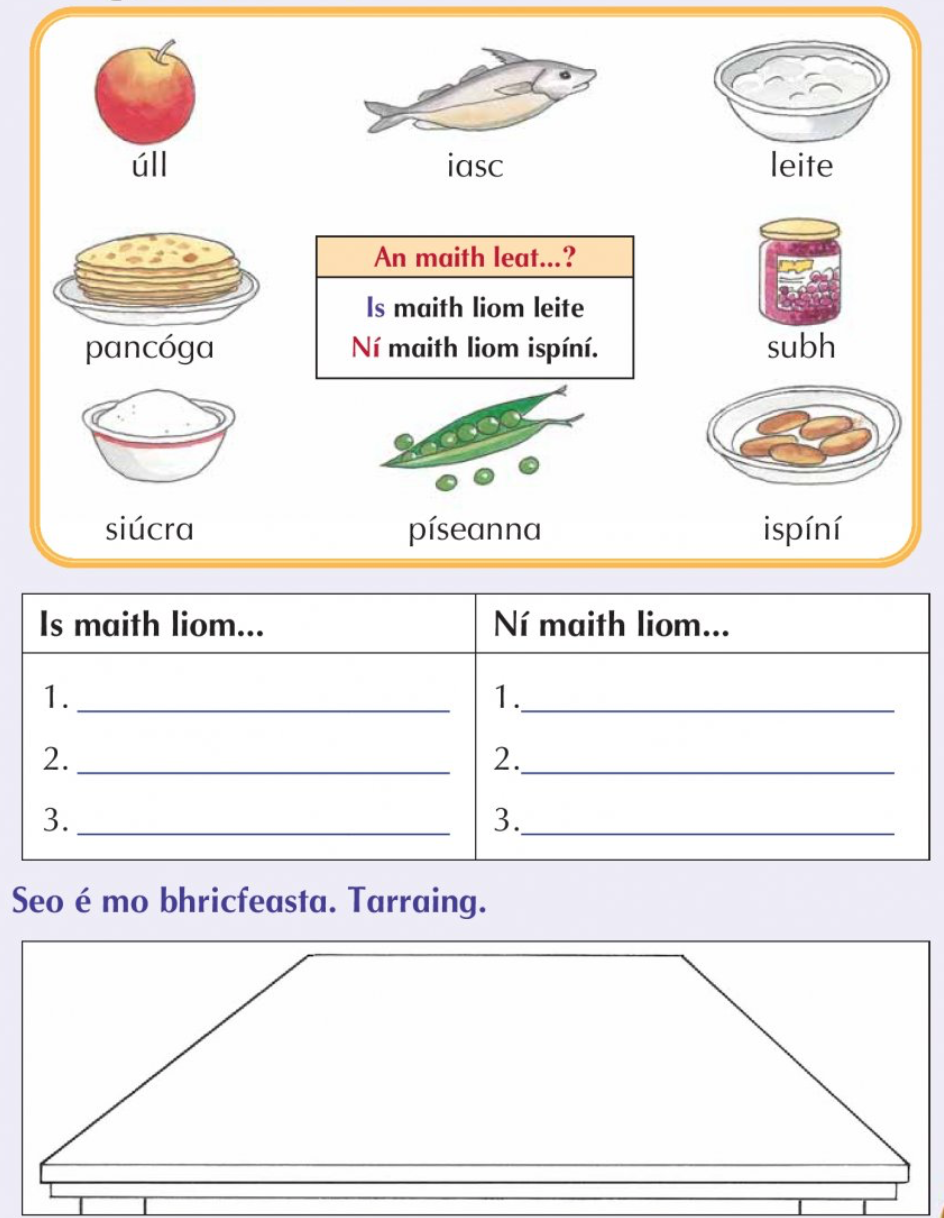 úll
iasc
leite
pancóga
An maith leat...?
Is maith liom leite
Ní maith liom ispíní.
subh
siúcra
píseanna
ispíní
Is maith liom...
Ní maith liom...
1.
1.
2.
2.
3.
3.
Seo é mo bhricfeasta. Tarraing.